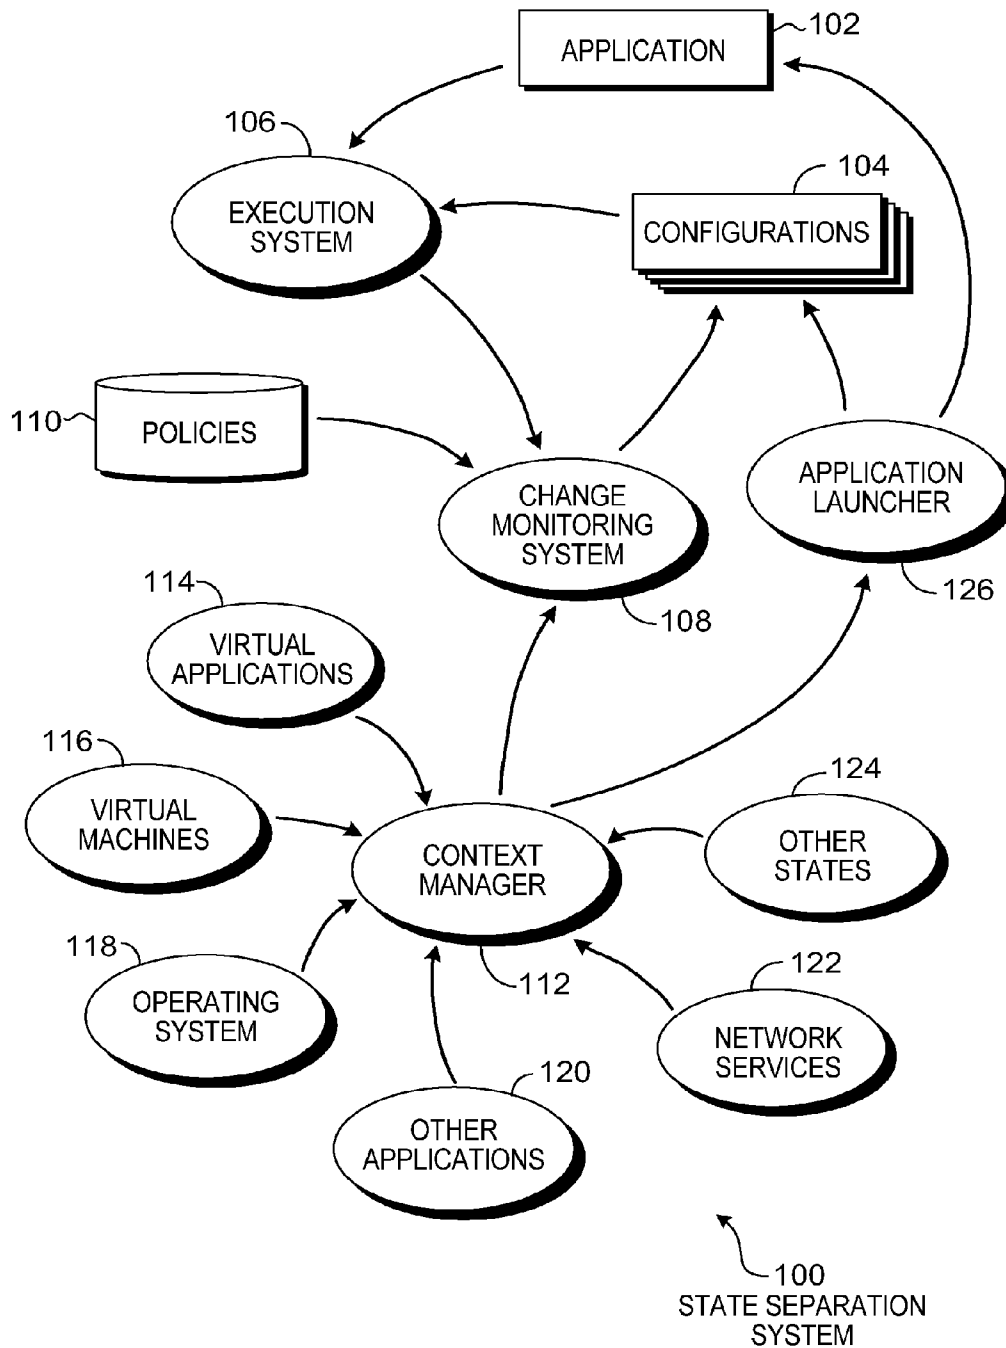 APPLICATION
102
106
EXECUTION
SYSTEM
104
CONFIGURATIONS
110
POLICIES
CHANGE
MONITORING
SYSTEM
108
APPLICATION
LAUNCHER
126
114
VIRTUAL
APPLICATIONS
116
VIRTUAL
MACHINES
CONTEXT
MANAGER
112
124
OTHER
STATES
118
OPERATING
SYSTEM
122
NETWORK
SERVICES
120
OTHER
APPLICATIONS
100
STATE SEPARATION
SYSTEM